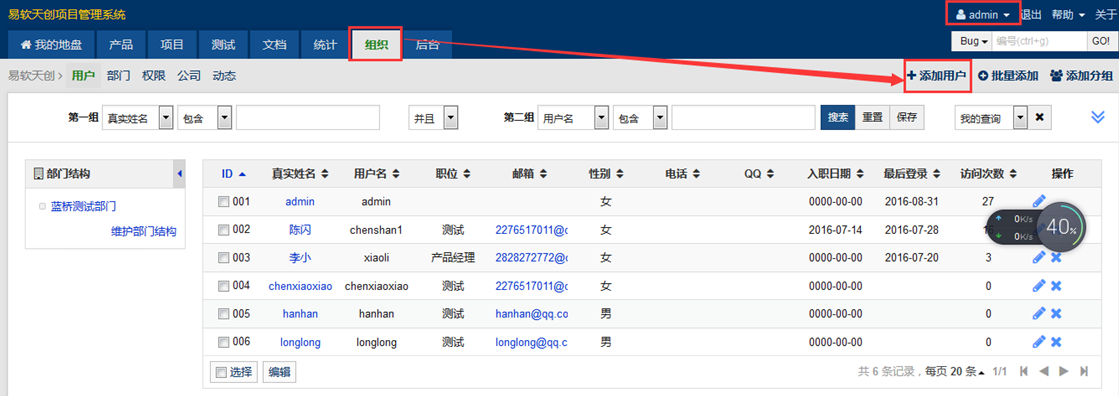 易软天创项目管理系统
admin 退出 帮助 关于
我的地盘 产品 项目 测试 文档 统计 组织 后台
Bug 编号(ctrl+g) GO!
易软天创 用户 部门 权限 公司 动态
添加用户 批量添加 添加分组
第一组 真实姓名 包含 并且 第二组 用户名 包含 搜索 重置 保存 我的查询
部门结构
蓝桥测试部门
维护部门结构
ID 真实姓名 用户名 职位 邮箱 性别 电话 QQ 入职日期 最后登录 访问次数 操作
001 admin admin 女 0000-00-00 2016-08-31 27
002 陈闪 chenshan1 测试 2276517011@c 女 2016-07-14 2016-07-28
003 李小 xiaoli 产品经理 2828272772@c 女 0000-00-00 2016-07-20 3
004 chenxiaoxiao chenxiaoxiao 测试 2276517011@c 女 0000-00-00 0
005 hanhan hanhan 测试 hanhan@qq.co 男 0000-00-00 0
006 longlong longlong 测试 longlong@qq.c 男 0000-00-00 0
0K/s
0K/s
40%
选择 编辑
共 6 条记录，每页 20 条 1/1